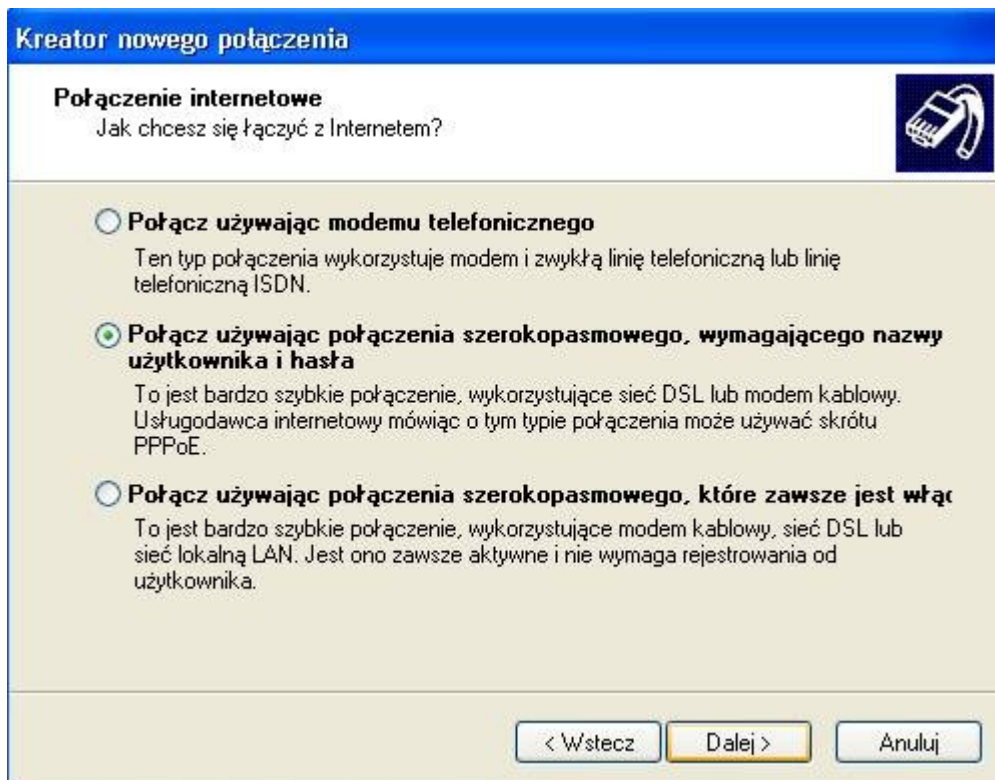 Kreator nowego połączenia
Połączenie internetowe
Jak chcesz się łączyć z Internetem?
Połącz używając modemu telefonicznego
Ten typ połączenia wykorzystuje modem i zwykłą linię telefoniczną lub linię
telefoniczną ISDN.
Połącz używając połączenia szerokopasmowego, wymagającego nazwy
użytkownika i hasła
To jest bardzo szybkie połączenie, wykorzystujące sieć DSL lub modem kablowy.
Usługodawca internetowy mówiąc o tym typie połączenia może używać skrótu
PPPoE.
Połącz używając połączenia szerokopasmowego, które zawsze jest włąc
To jest bardzo szybkie połączenie, wykorzystujące modem kablowy, sieć DSL lub
sieć lokalną LAN. Jest ono zawsze aktywne i nie wymaga rejestrowania od
użytkownika.
< Wstecz Dalej > Anuluj